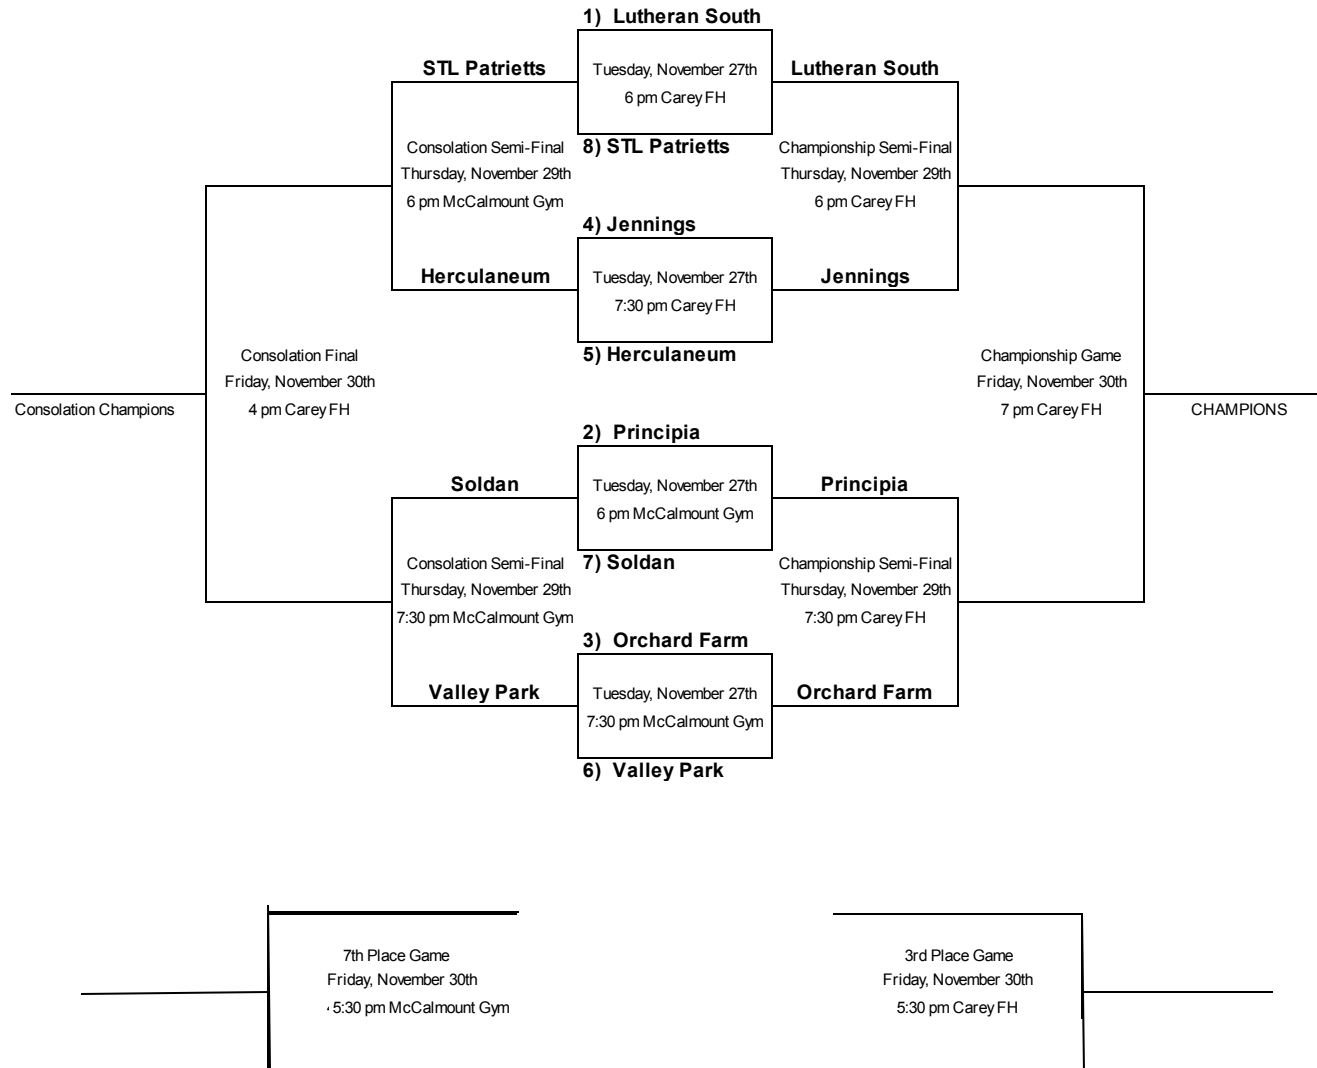 1) Lutheran South
STL Patrietts
Tuesday, November 27th
Lutheran South
6 pm Carey FH
Consolation Semi-Final
8) STL Patrietts
Championship Semi-Final
Thursday, November 29th
Thursday, November 29th
6 pm McCalmount Gym
6 pm Carey FH
4) Jennings
Herculaneum
Tuesday, November 27th
Jennings
7:30 pm Carey FH
Consolation Final
5) Herculaneum
Championship Game
Friday, November 30th
Friday, November 30th
Consolation Champions
4 pm Carey FH
7 pm Carey FH
CHAMPIONS
2) Principia
Soldan
Tuesday, November 27th
Principia
6 pm McCalmount Gym
Consolation Semi-Final
7) Soldan
Championship Semi-Final
Thursday, November 29th
Thursday, November 29th
7:30 pm McCalmount Gym
7:30 pm Carey FH
3) Orchard Farm
Valley Park
Tuesday, November 27th
Orchard Farm
7:30 pm McCalmount Gym
6) Valley Park
7th Place Game
3rd Place Game
Friday, November 30th
Friday, November 30th
5:30 pm McCalmount Gym
5:30 pm Carey FH